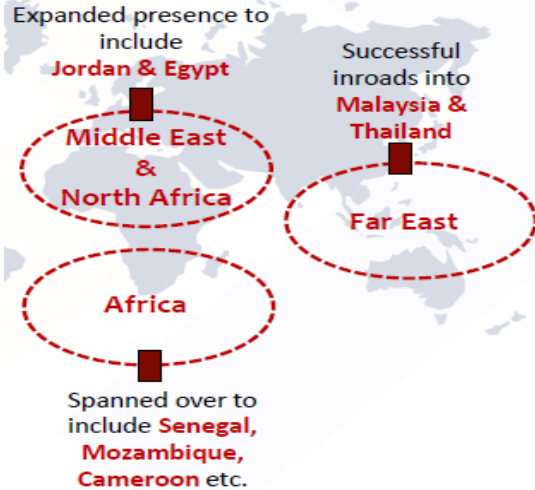 Expanded presence to
include
Jordan & Egypt
Middle East
&
North Africa
Successful
inroads into
Malaysia &
Thailand
Far East
Africa
Spanned over to
include Senegal,
Mozambique,
Cameroon etc.